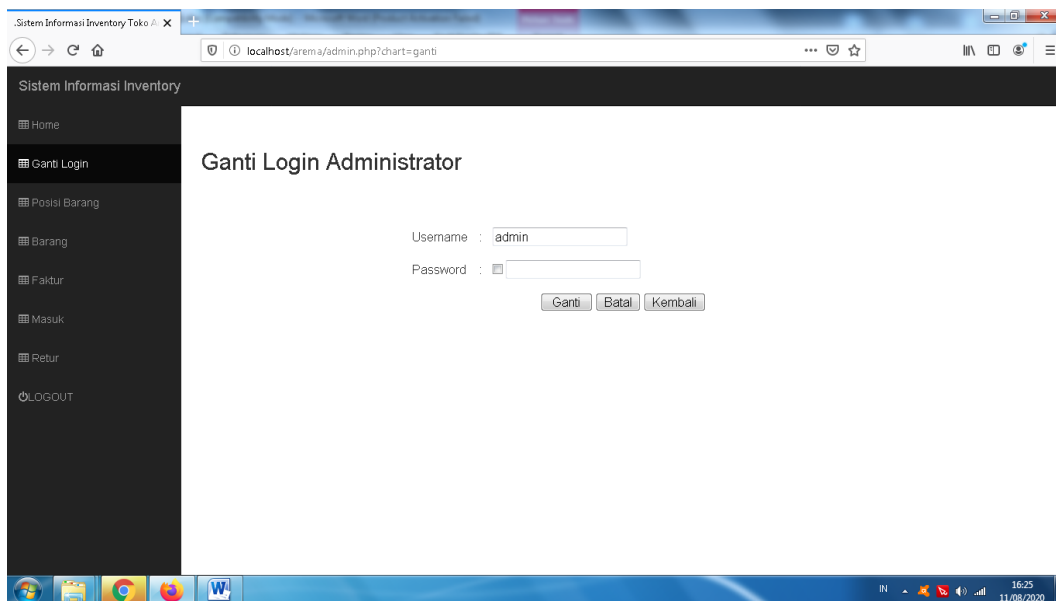 .Sistem Informasi Inventory Toko A
localhost/arema/admin.php?chart=ganti
Sistem Informasi Inventory
Home
Ganti Login
Posisi Barang
Barang
Faktur
Masuk
Retur
LOGOUT
Ganti Login Administrator
Username : admin
Password :
Ganti Batal Kembali
IN
16:25
11/08/2020